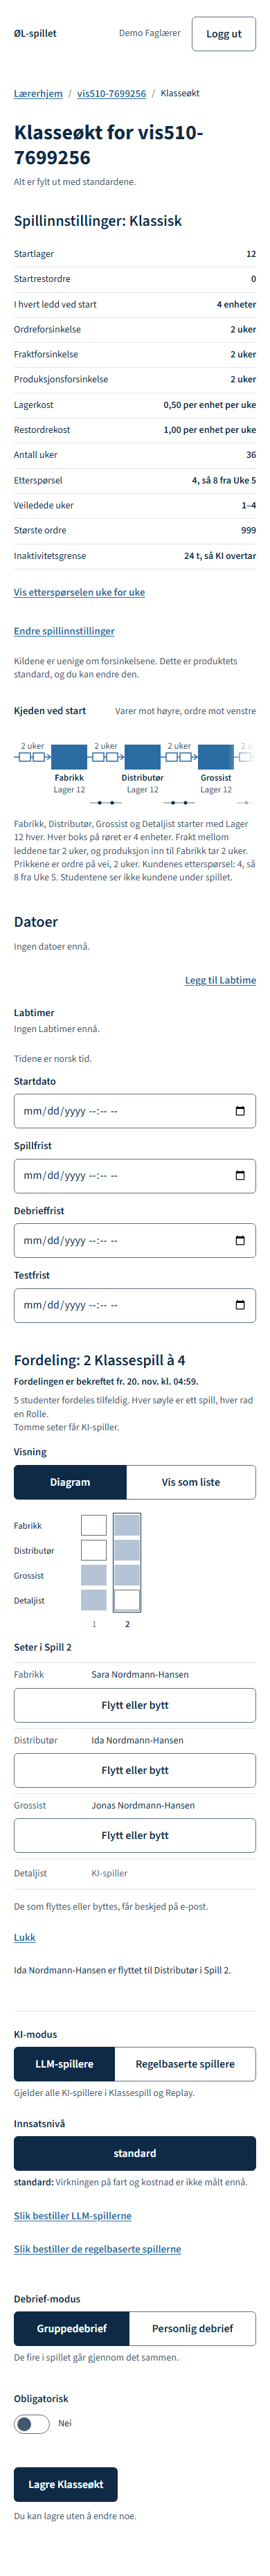 ØL-spillet
Demo Faglærer
Logg ut
Lærerhjem / vis510-7699256 / Klasseøkt
Klasseøkt for vis510-
7699256
Alt er fylt ut med standardene.
Spillinnstillinger: Klassisk
Startlager 12
Startrestordre 0
I hvert ledd ved start 4 enheter
Ordreforsinkelse 2 uker
Fraktforsinkelse 2 uker
Produksjonsforsinkelse 2 uker
Lagerkost 0,50 per enhet per uke
Restordrekost 1,00 per enhet per uke
Antall uker 36
Etterspørsel 4, så 8 fra Uke 5
Veiledede uker 1–4
Største ordre 999
Inaktivitetsgrense 24 t, så KI overtar
Vis etterspørselen uke for uke
Endre spillinnstillinger
Kildene er uenige om forsinkelsene. Dette er produktets
standard, og du kan endre den.
Kjeden ved start Varer mot høyre, ordre mot venstre
2 uker 2 uker 2 uker
Fabrikk Distributør Grossist
Lager 12 Lager 12 Lager 12
Fabrikk, Distributør, Grossist og Detaljist starter med Lager
12 hver. Hver boks på røret er 4 enheter. Frakt mellom
leddene tar 2 uker, og produksjon inn til Fabrikk tar 2 uker.
Prikkene er ordre på vei, 2 uker. Kundenes etterspørsel: 4, så
8 fra Uke 5. Studentene ser ikke kundene under spillet.
Datoer
Ingen datoer ennå.
Legg til Labtime
Labtimer
Ingen Labtimer ennå.
Tidene er norsk tid.
Startdato
mm/dd/yyyy --:-- --
Spillfrist
mm/dd/yyyy --:-- --
Debrieffrist
mm/dd/yyyy --:-- --
Testfrist
mm/dd/yyyy --:-- --
Fordeling: 2 Klassespill à 4
Fordelingen er bekreftet fr. 20. nov. kl. 04:59.
5 studenter fordeles tilfeldig. Hver søyle er ett spill, hver rad
en Rolle.
Tomme seter får KI-spiller.
Visning
Diagram Vis som liste
Fabrikk
Distributør
Grossist
Detaljist
1 2
Seter i Spill 2
Fabrikk Sara Nordmann-Hansen
Flytt eller bytt
Distributør Ida Nordmann-Hansen
Flytt eller bytt
Grossist Jonas Nordmann-Hansen
Flytt eller bytt
Detaljist KI-spiller
De som flyttes eller byttes, får beskjed på e-post.
Lukk
Ida Nordmann-Hansen er flyttet til Distributør i Spill 2.
KI-modus
LLM-spillere Regelbaserte spillere
Gjelder alle KI-spillere i Klassespill og Replay.
Innsatsnivå
standard
standard: Virkningen på fart og kostnad er ikke målt ennå.
Slik bestiller LLM-spillerne
Slik bestiller de regelbaserte spillerne
Debrief-modus
Gruppedebrief Personlig debrief
De fire i spillet går gjennom det sammen.
Obligatorisk
Nei
Lagre Klasseøkt
Du kan lagre uten å endre noe.